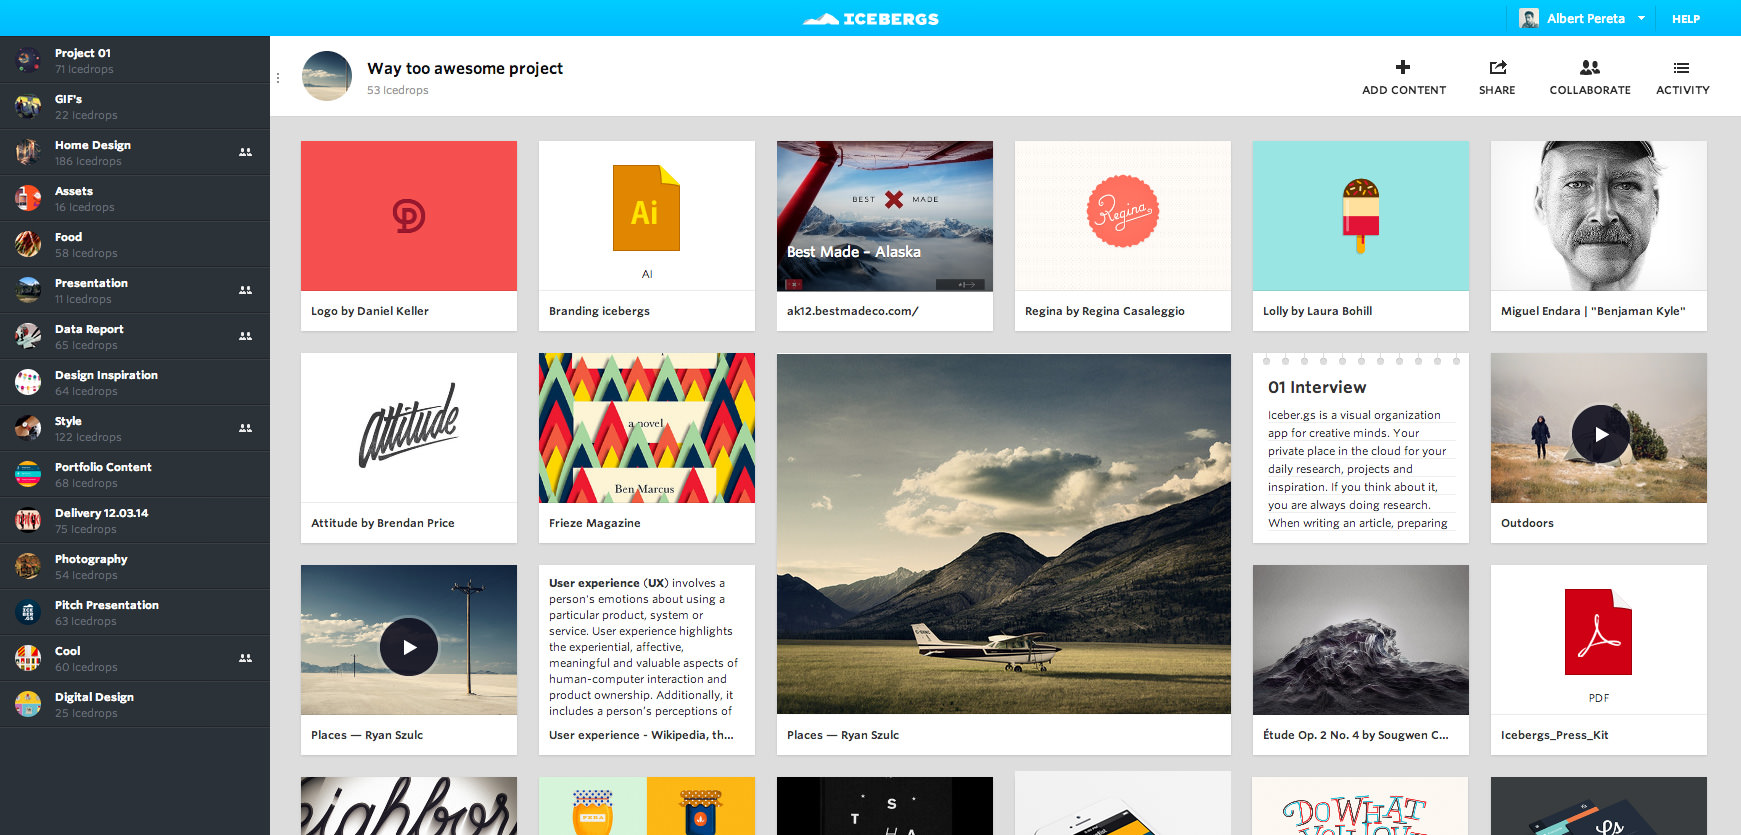 ICEBERGS
Albert Pereta
HELP
Project 01
71 Icedrops
GIF's
22 Icedrops
Home Design
186 Icedrops
Assets
16 Icedrops
Food
58 Icedrops
Presentation
11 Icedrops
Data Report
65 Icedrops
Design Inspiration
64 Icedrops
Style
122 Icedrops
Portfolio Content
68 Icedrops
Delivery 12.03.14
75 Icedrops
Photography
54 Icedrops
Pitch Presentation
63 Icedrops
Cool
60 Icedrops
Digital Design
25 Icedrops
Way too awesome project
53 Icedrops
ADD CONTENT
SHARE
COLLABORATE
ACTIVITY
Logo by Daniel Keller
Ai
AI
Branding icebergs
BEST MADE
Best Made – Alaska
ak12.bestmadeco.com/
Regina
Regina by Regina Casaleggio
Lolly by Laura Bohill
Miguel Endara | "Benjaman Kyle"
attitude
Attitude by Brendan Price
a novel
Ben Marcus
Frieze Magazine
Places — Ryan Szulc
01 Interview
Iceber.gs is a visual organization
app for creative minds. Your
private place in the cloud for your
daily research, projects and
inspiration. If you think about it,
you are always doing research.
When writing an article, preparing
Outdoors
Places — Ryan Szulc
User experience (UX) involves a
person's emotions about using a
particular product, system or
service. User experience highlights
the experiential, affective,
meaningful and valuable aspects of
human-computer interaction and
product ownership. Additionally, it
includes a person's perceptions of
User experience - Wikipedia, th...
Étude Op. 2 No. 4 by Sougwen C...
PDF
Icebergs_Press_Kit
neighbor
S
T H A
DO WHAT
YOU LOVE